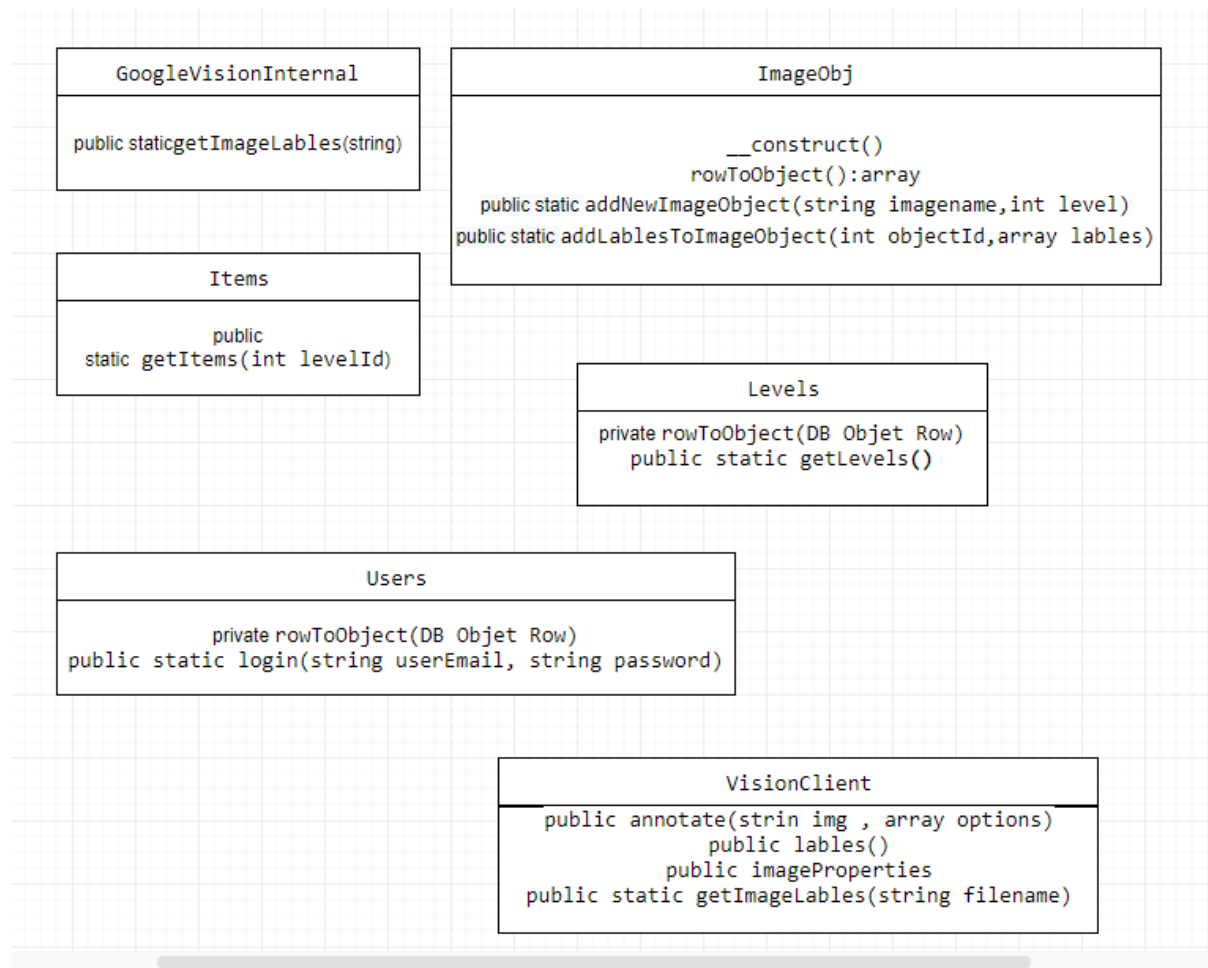 GoogleVisionInternal
public staticgetImageLables(string)
ImageObj
__construct()
rowToObject():array
public static addNewImageObject(string imagename,int level)
public static addLablesToImageObject(int objectId,array lables)
Items
public
static getItems(int levelId)
Levels
private rowToObject(DB Objet Row)
public static getLevels()
Users
private rowToObject(DB Objet Row)
public static login(string userEmail, string password)
VisionClient
public annotate(strin img , array options)
public lables()
public imageProperties
public static getImageLables(string filename)